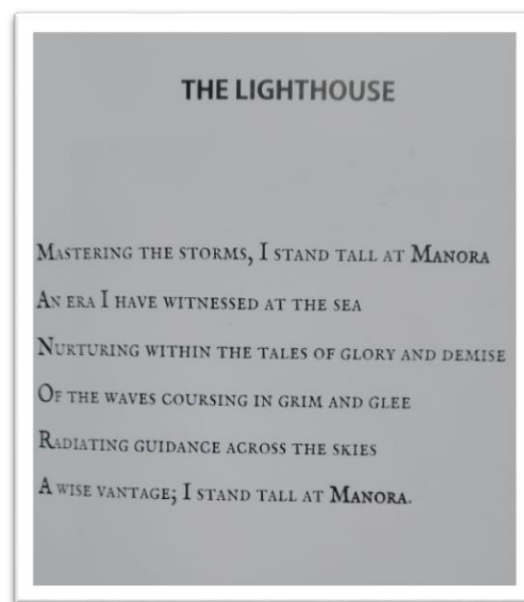 THE LIGHTHOUSE
MASTERING THE STORMS, I STAND TALL AT MANORA
AN ERA I HAVE WITNESSED AT THE SEA
NURTURING WITHIN THE TALES OF GLORY AND DEMISE
OF THE WAVES COURSING IN GRIM AND GLEE
RADIATING GUIDANCE ACROSS THE SKIES
A WISE VANTAGE; I STAND TALL AT MANORA.